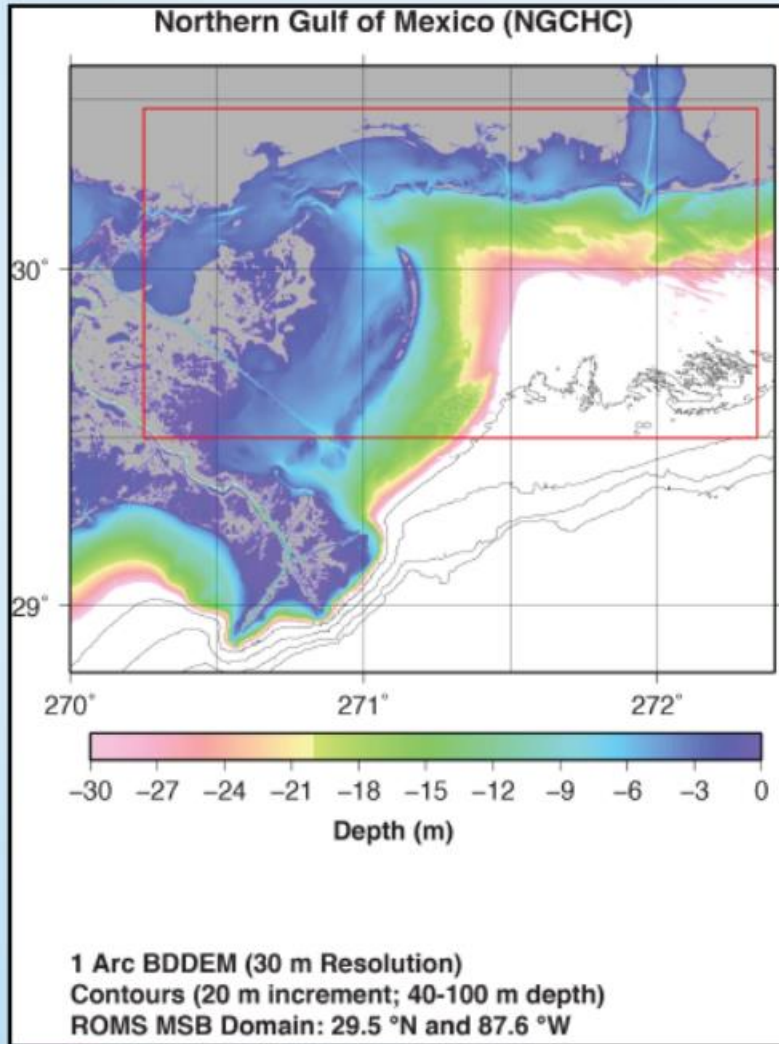 Northern Gulf of Mexico (NGCHC)
30°
29°
270° 271° 272°
−30 −27 −24 −21 −18 −15 −12 −9 −6 −3 0
Depth (m)
1 Arc BDDEM (30 m Resolution)
Contours (20 m increment; 40-100 m depth)
ROMS MSB Domain: 29.5 °N and 87.6 °W